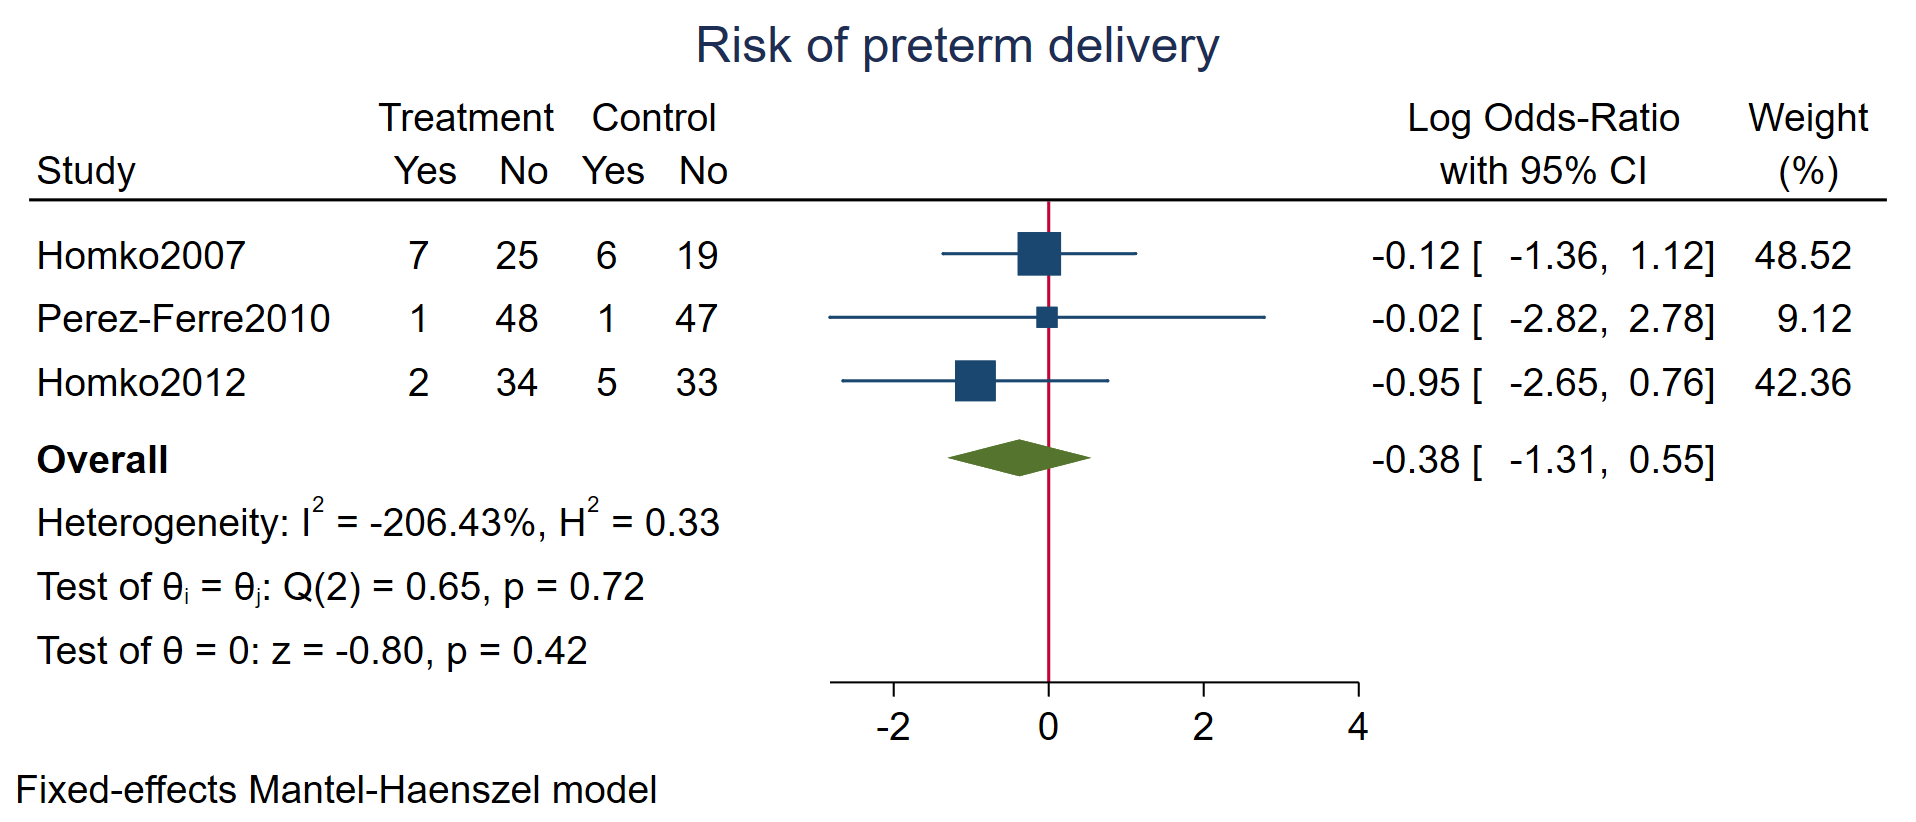 Risk of preterm delivery
Treatment Control Log Odds-Ratio Weight
Study Yes No Yes No with 95% CI (%)
Homko2007 7 25 6 19 -0.12 [ -1.36, 1.12] 48.52
Perez-Ferre2010 1 48 1 47 -0.02 [ -2.82, 2.78] 9.12
Homko2012 2 34 5 33 -0.95 [ -2.65, 0.76] 42.36
Overall -0.38 [ -1.31, 0.55]
Heterogeneity: I² = -206.43%, H² = 0.33
Test of θᵢ = θⱼ: Q(2) = 0.65, p = 0.72
Test of θ = 0: z = -0.80, p = 0.42
-2 0 2 4
Fixed-effects Mantel-Haenszel model